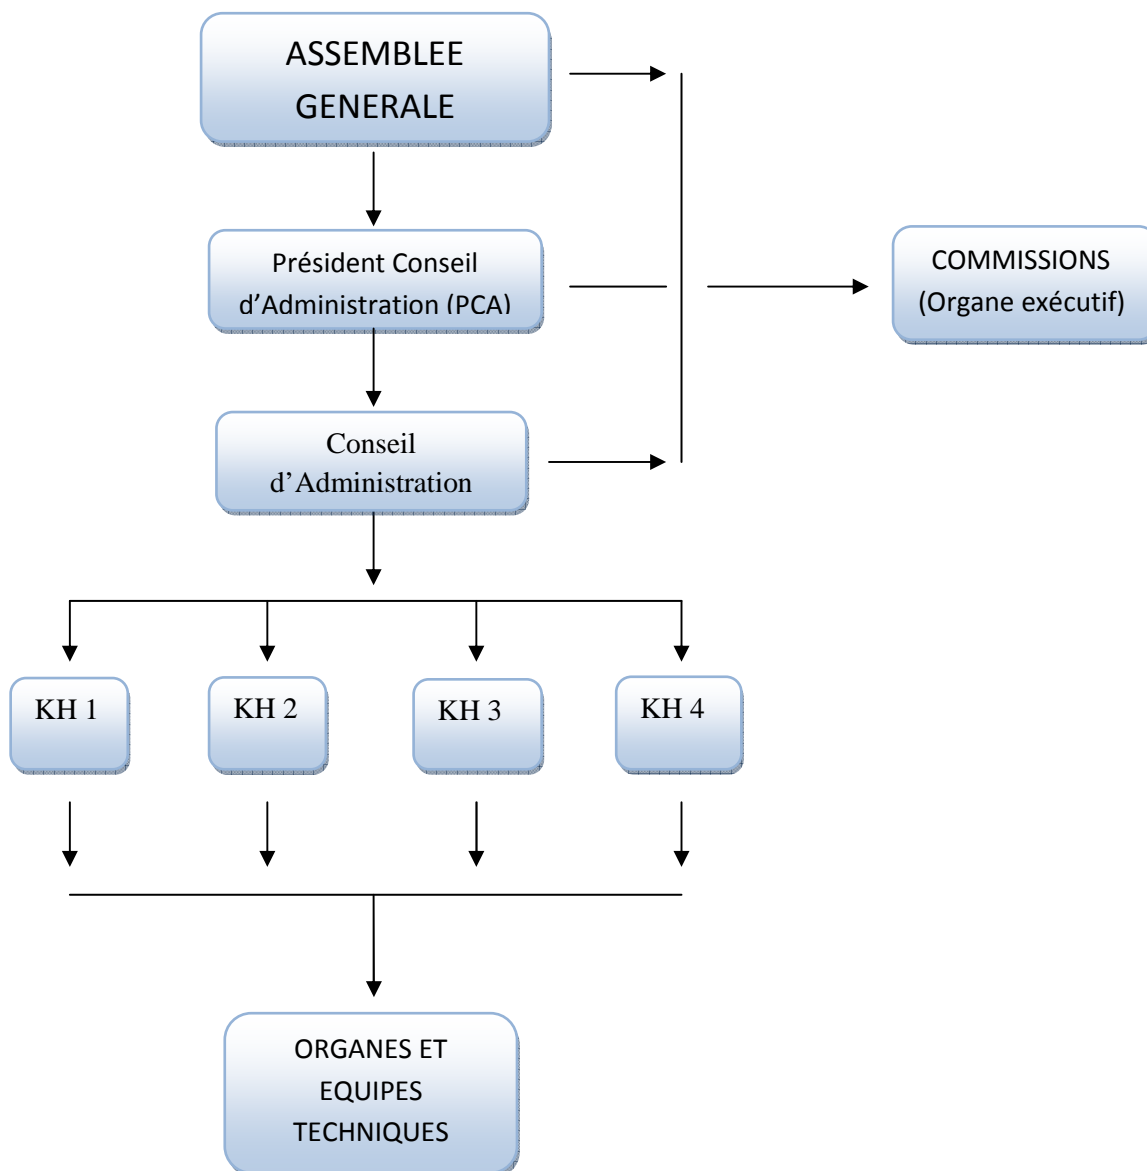 ASSEMBLEE
GENERALE
Président Conseil
d’Administration (PCA)
COMMISSIONS
(Organe exécutif)
Conseil
d’Administration
KH 1
KH 2
KH 3
KH 4
ORGANES ET
EQUIPES
TECHNIQUES